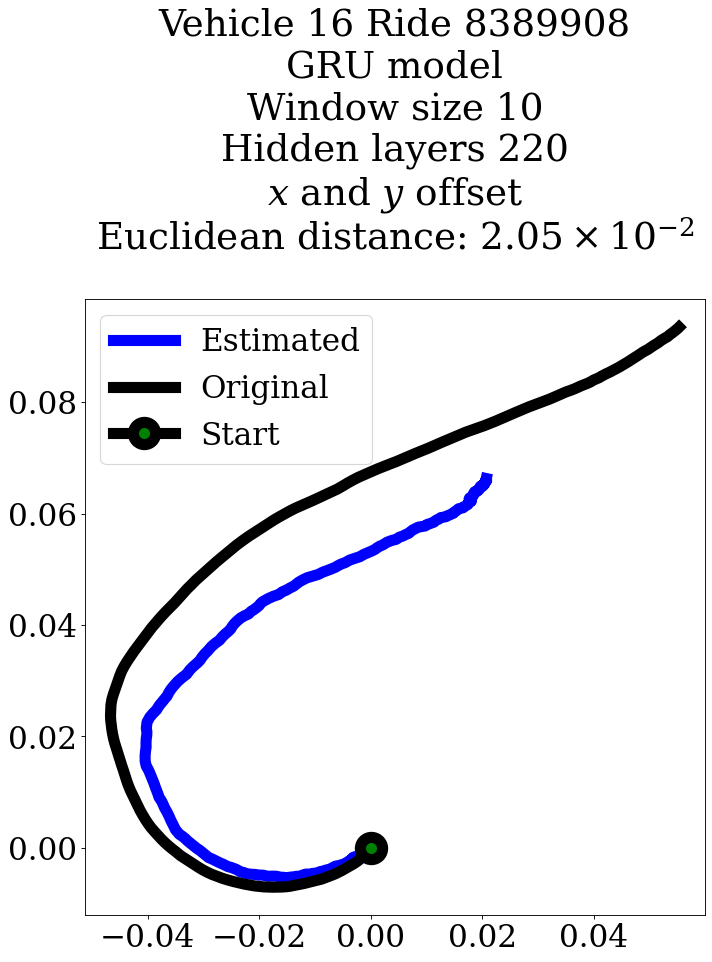 Vehicle 16 Ride 8389908
GRU model
Window size 10
Hidden layers 220
x and y offset
Euclidean distance: 2.05 × 10⁻²
Estimated
Original
Start
0.08
0.06
0.04
0.02
0.00
−0.04 −0.02 0.00 0.02 0.04